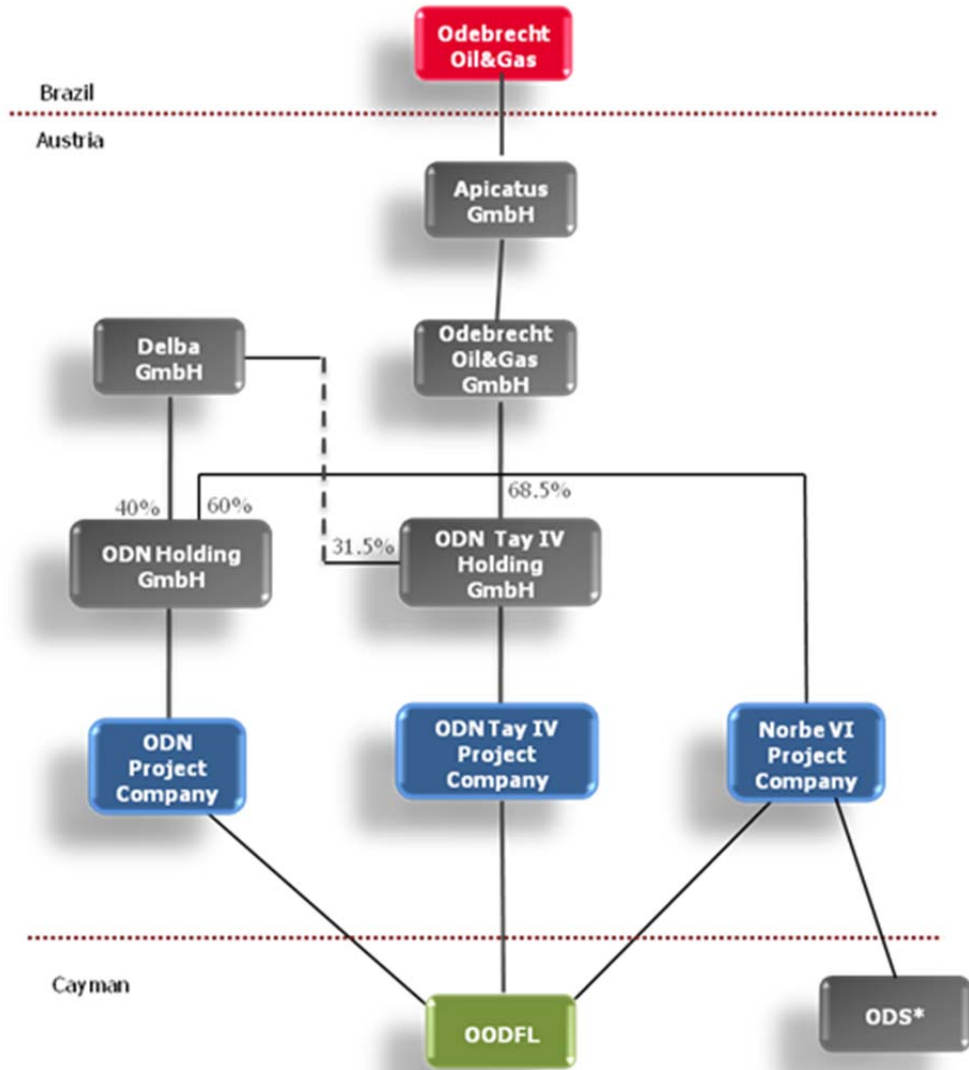 Odebrecht
Oil&Gas
Brazil
Austria
Apicatus
GmbH
Delba
GmbH
Odebrecht
Oil&Gas
GmbH
40%
60%
68.5%
31.5%
ODN Holding
GmbH
ODN Tay IV
Holding
GmbH
ODN
Project
Company
ODN Tay IV
Project
Company
Norbe VI
Project
Company
Cayman
OODFL
ODS*